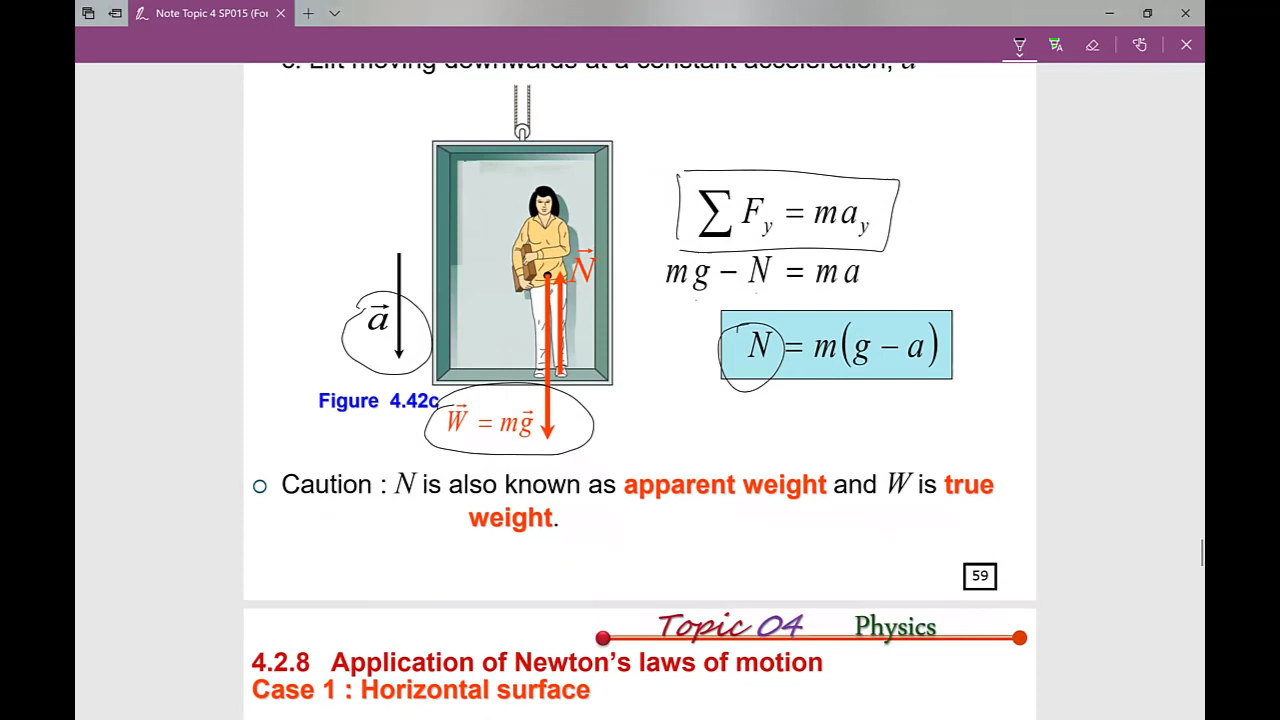 Note Topic 4 SP015 (For
c. Lift moving downwards at a constant acceleration, a
∑ F_y = ma_y
N⃗
mg − N = ma
a⃗
N = m(g − a)
Figure 4.42c
W⃗ = mg⃗
Caution : N is also known as apparent weight and W is true
weight.
59
Topic 04 Physics
4.2.8 Application of Newton’s laws of motion
Case 1 : Horizontal surface